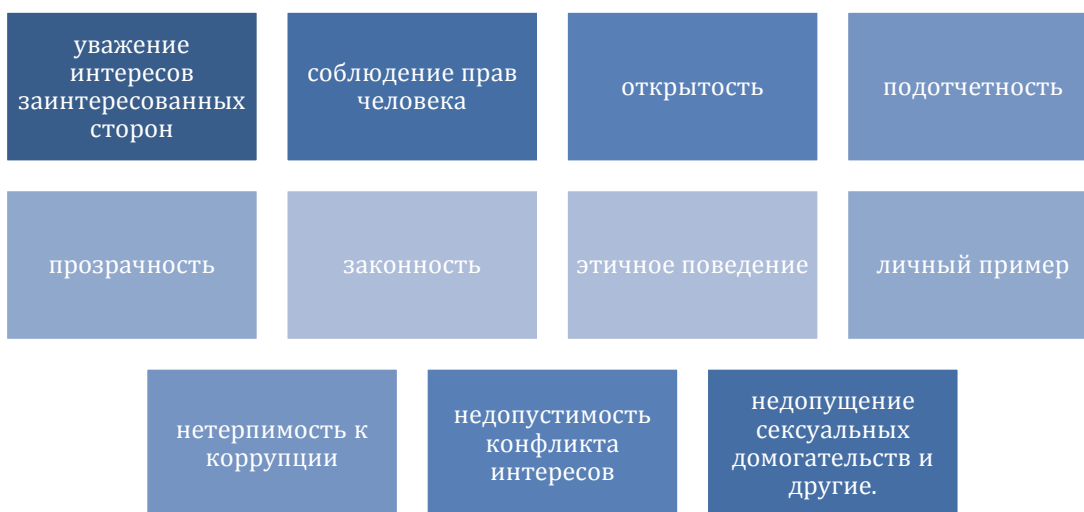 уважение
интересов
заинтересованных
сторон
соблюдение прав
человека
открытость
подотчетность
прозрачность
законность
этичное поведение
личный пример
нетерпимость к
коррупции
недопустимость
конфликта
интересов
недопущение
сексуальных
домогательств и
другие.